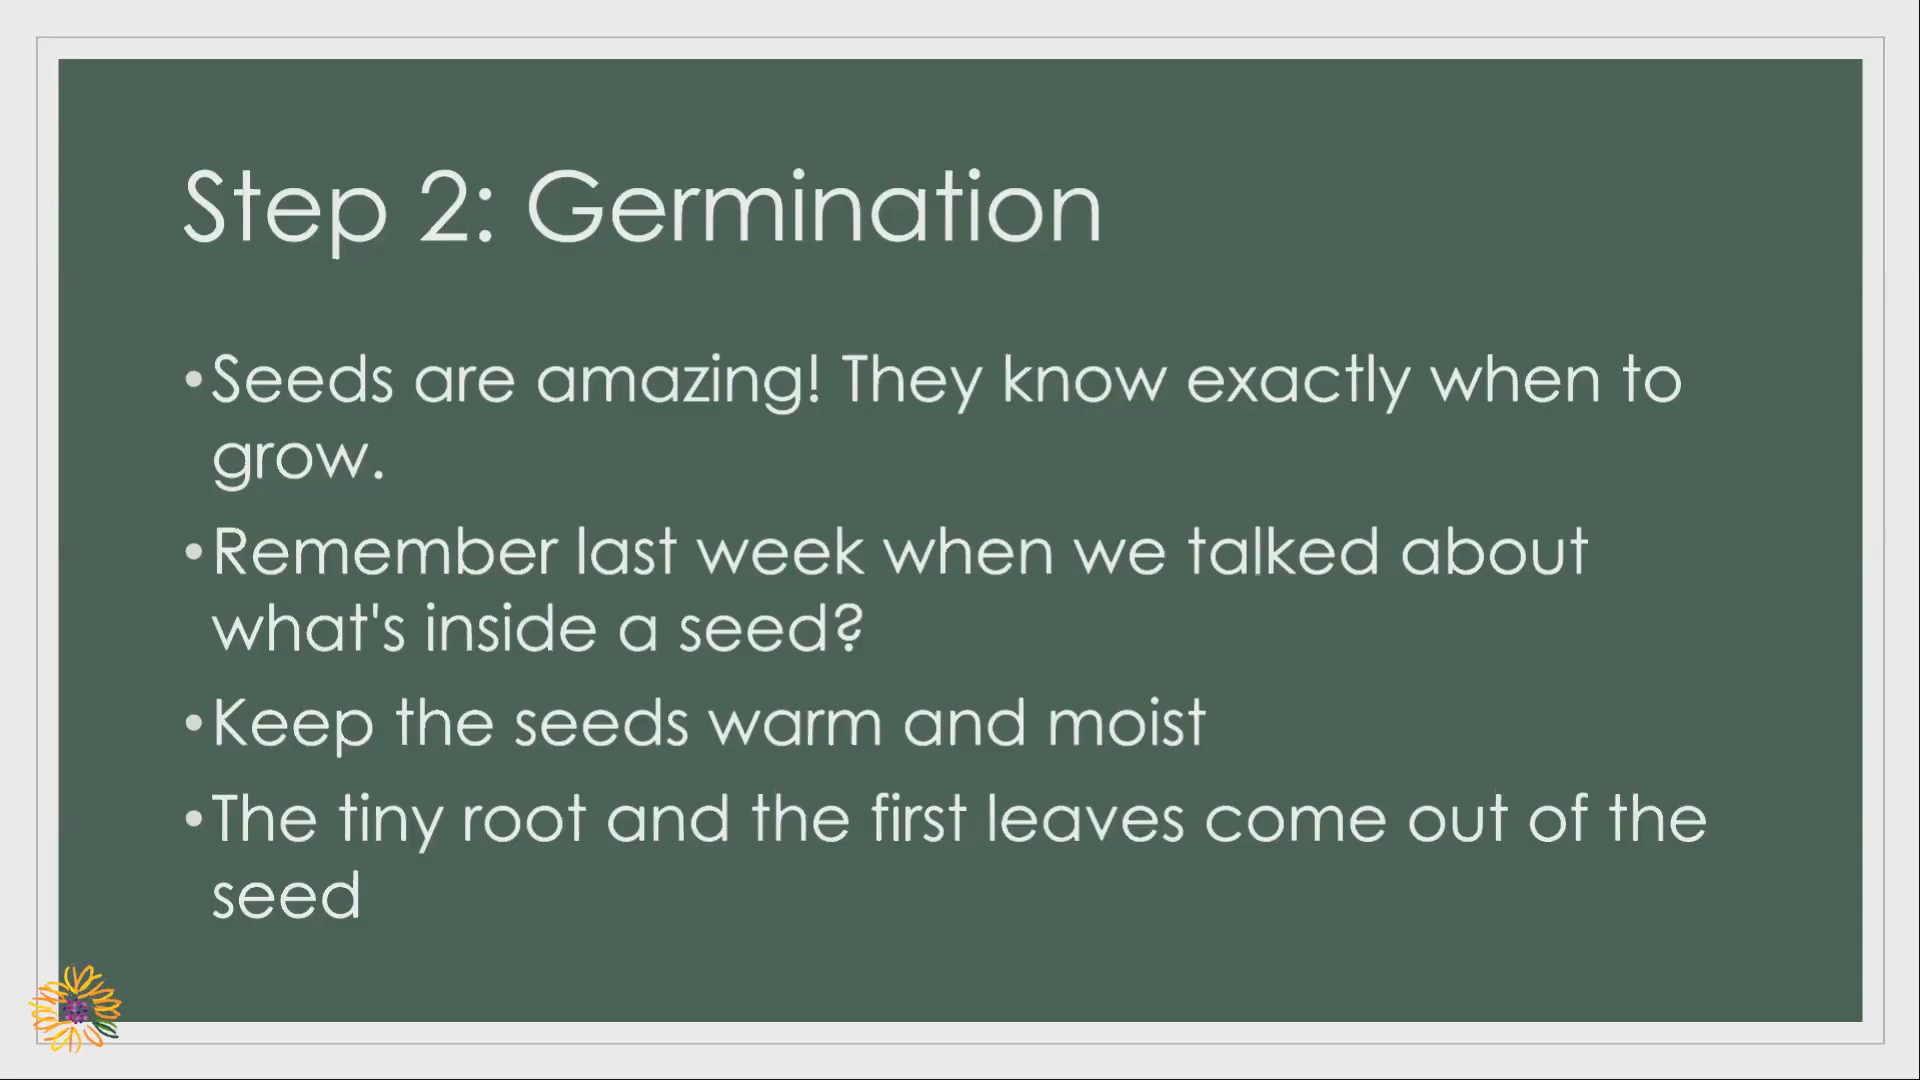 Step 2: Germination
•Seeds are amazing! They know exactly when to
grow.
•Remember last week when we talked about
what's inside a seed?
•Keep the seeds warm and moist
•The tiny root and the first leaves come out of the
seed